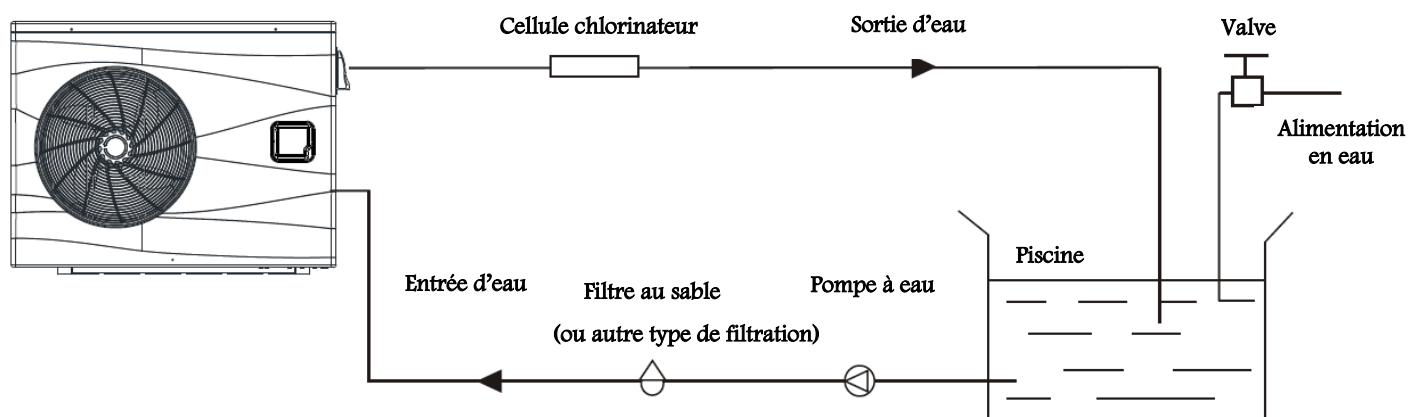 Cellule chlorinateur
Sortie d'eau
Valve
Alimentation
en eau
Piscine
Entrée d'eau
Filtre au sable
(ou autre type de filtration)
Pompe à eau